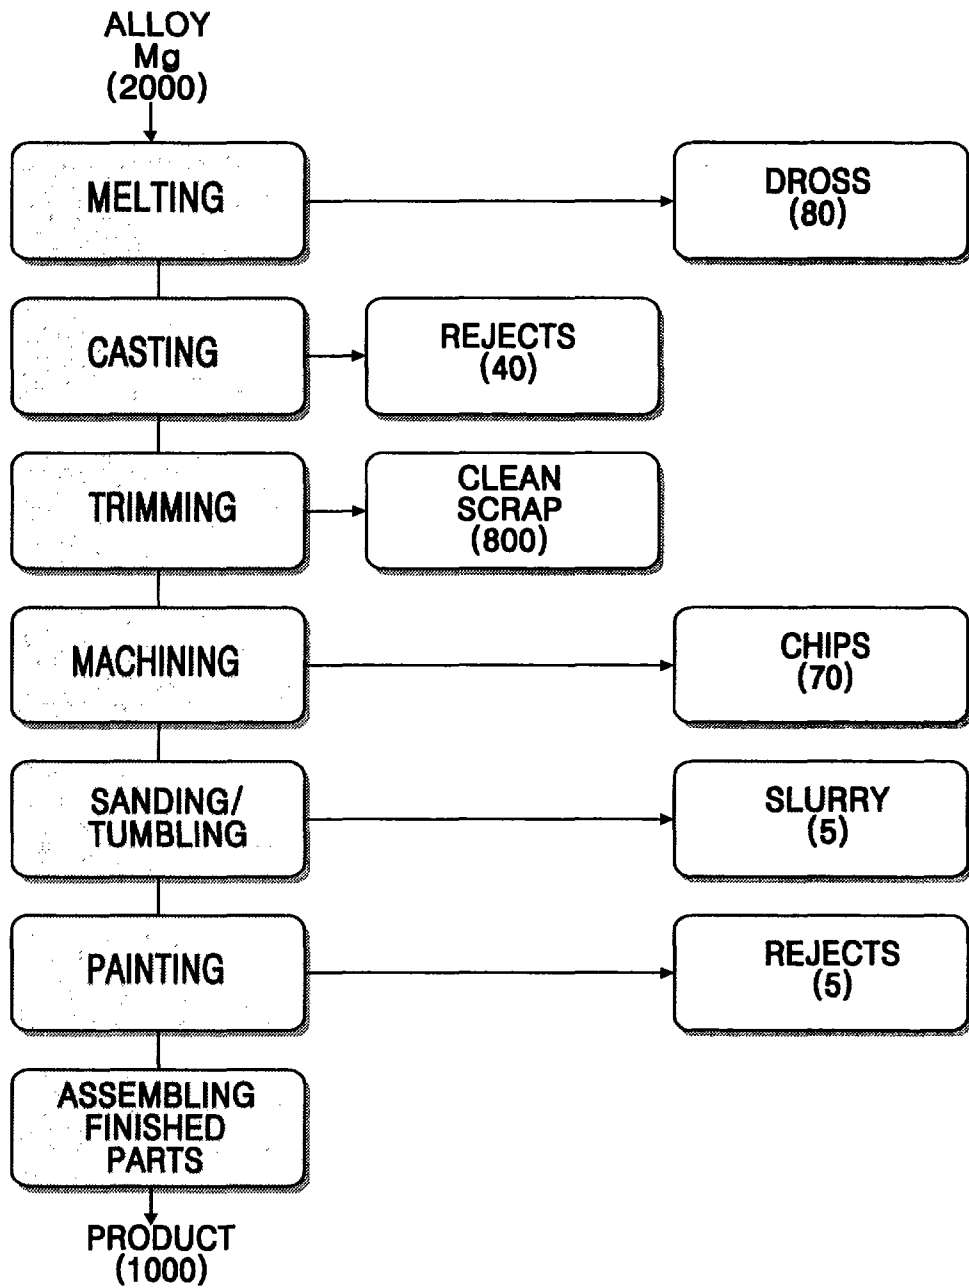 ALLOY
Mg
(2000)
MELTING
DROSS
(80)
CASTING
REJECTS
(40)
TRIMMING
CLEAN
SCRAP
(800)
MACHINING
CHIPS
(70)
SANDING/
TUMBLING
SLURRY
(5)
PAINTING
REJECTS
(5)
ASSEMBLING
FINISHED
PARTS
PRODUCT
(1000)